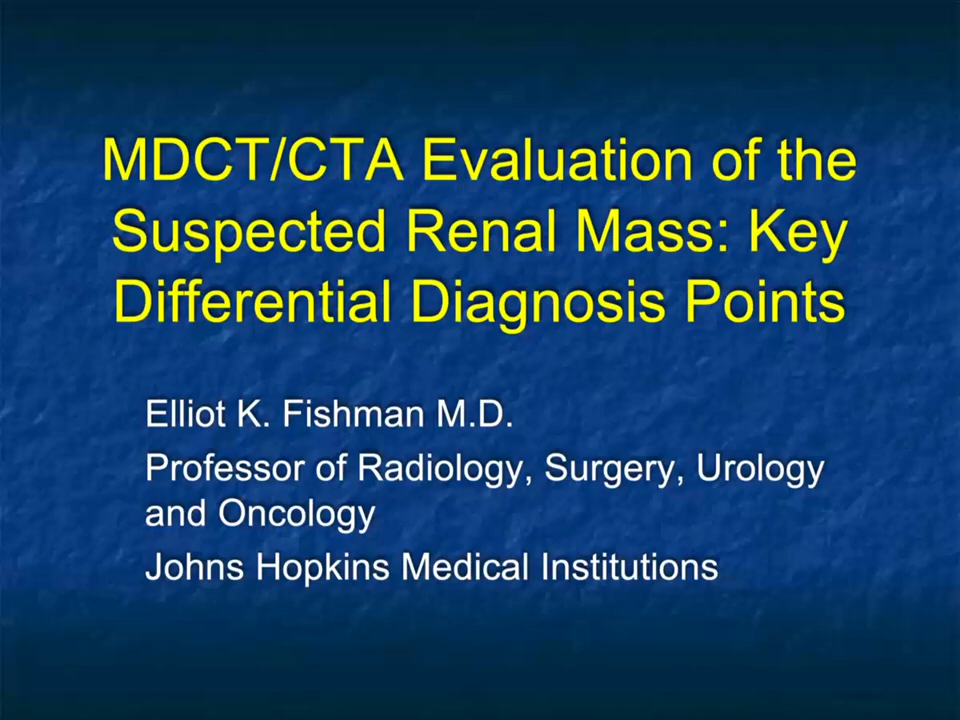 MDCT/CTA Evaluation of the
Suspected Renal Mass: Key
Differential Diagnosis Points
Elliot K. Fishman M.D.
Professor of Radiology, Surgery, Urology
and Oncology
Johns Hopkins Medical Institutions